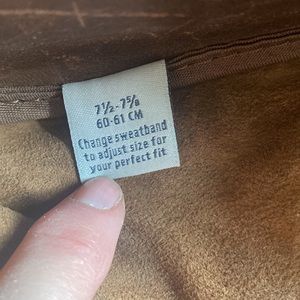 7½-7⅝
60-61 CM
Change sweatband
to adjust size for
your perfect fit